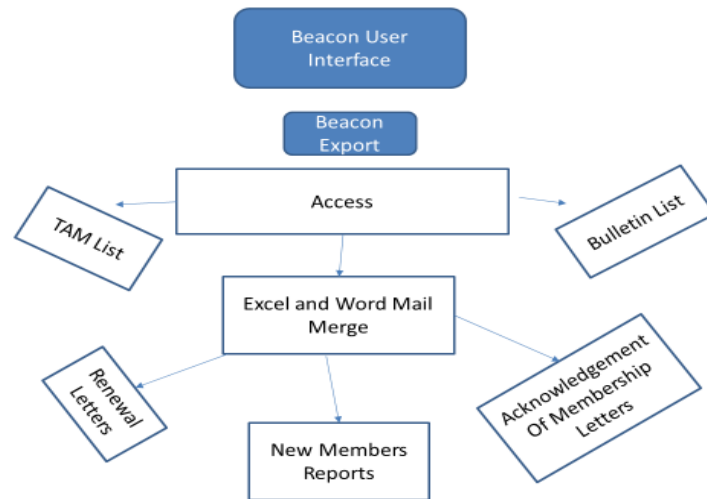 Beacon User
Interface
Beacon
Export
Access
TAM List
Bulletin List
Excel and Word Mail
Merge
Renewal
Letters
New Members
Reports
Acknowledgement
Of Membership
Letters